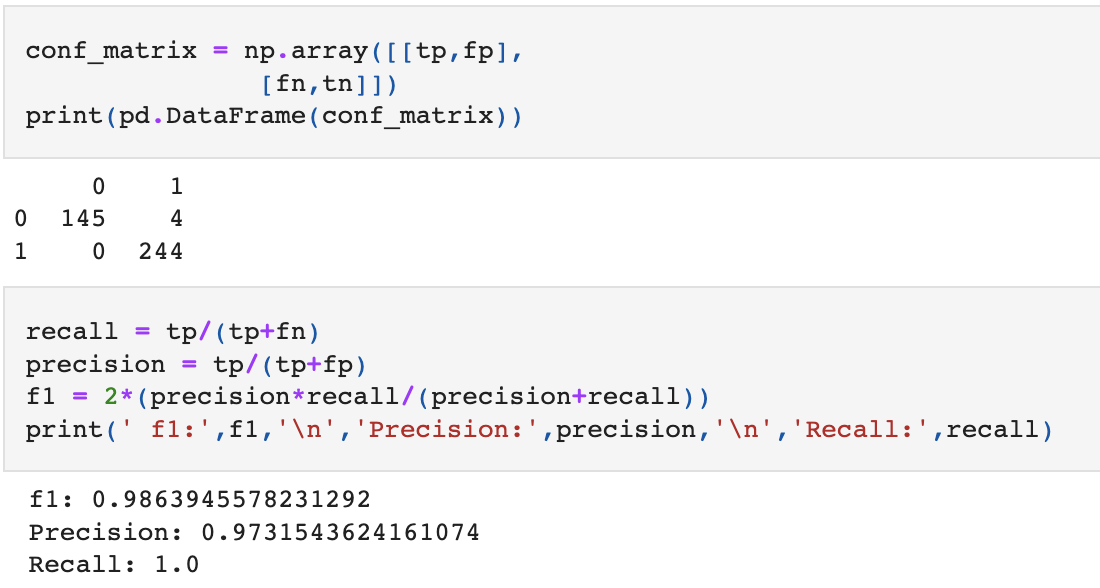 conf_matrix = np.array([[tp,fp],
[fn,tn]])
print(pd.DataFrame(conf_matrix))
0 1
0 145 4
1 0 244
recall = tp/(tp+fn)
precision = tp/(tp+fp)
f1 = 2*(precision*recall/(precision+recall))
print(' f1:',f1,'\n','Precision:',precision,'\n','Recall:',recall)
f1: 0.9863945578231292
Precision: 0.9731543624161074
Recall: 1.0